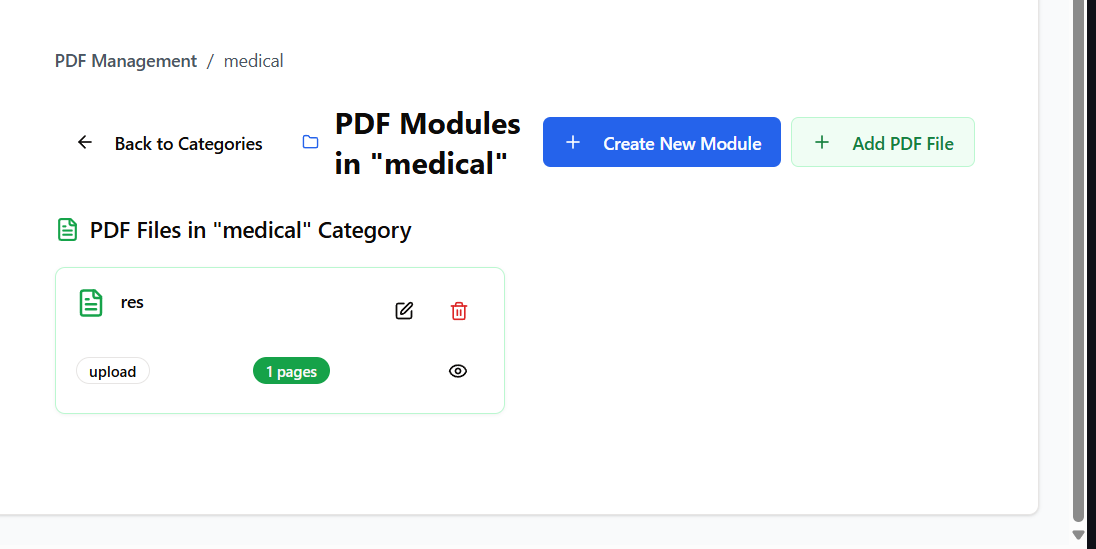 PDF Management / medical
Back to Categories
PDF Modules
in "medical"
Create New Module
Add PDF File
PDF Files in "medical" Category
res
upload
1 pages